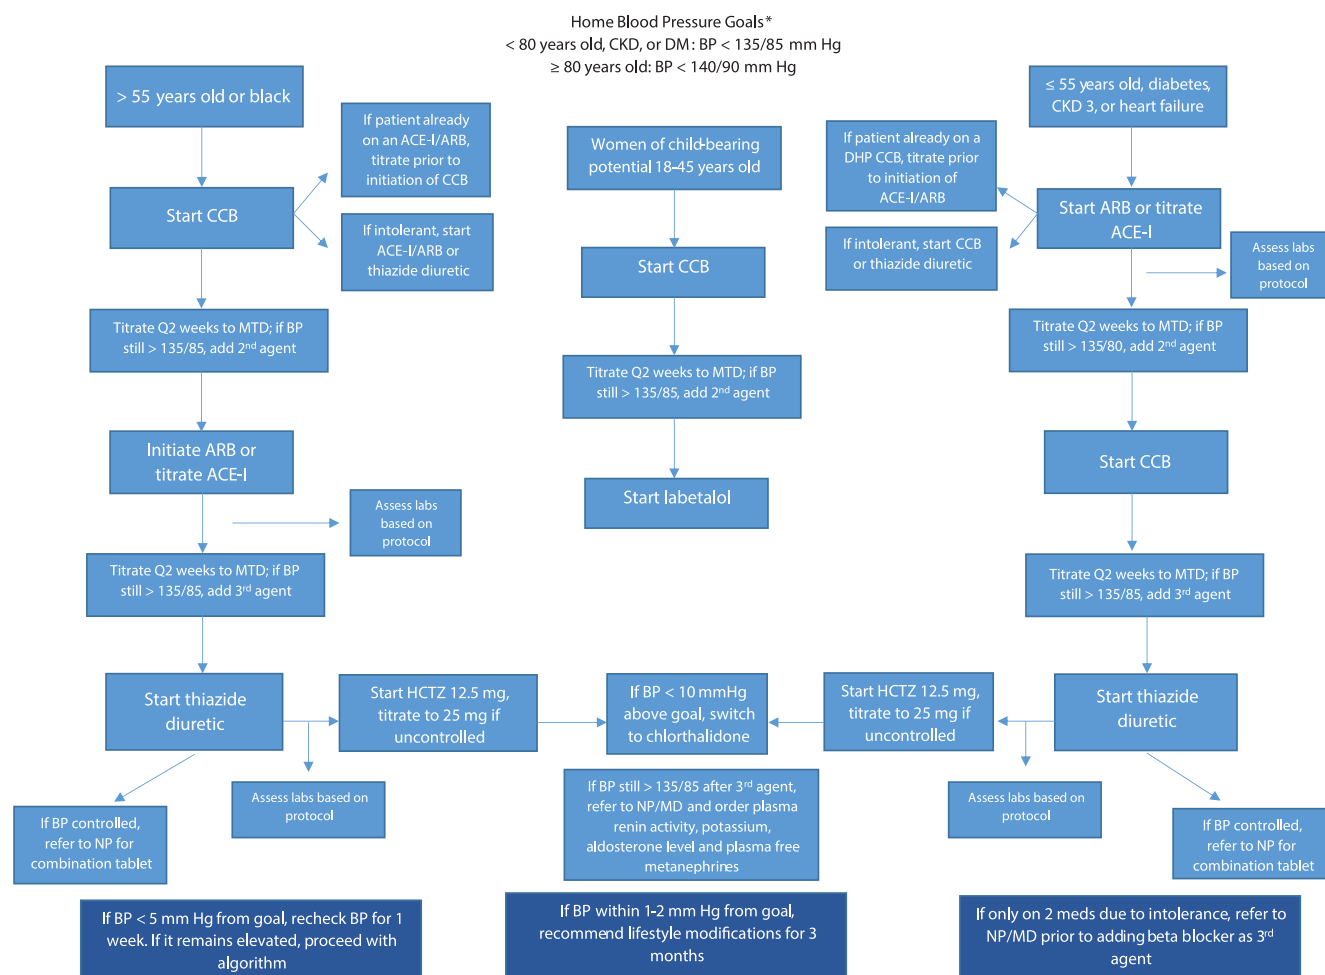 Home Blood Pressure Goals*
< 80 years old, CKD, or DM: BP < 135/85 mm Hg
≥ 80 years old: BP < 140/90 mm Hg
> 55 years old or black
If patient already
on an ACE-I/ARB,
titrate prior to
initiation of CCB
Start CCB
If intolerant, start
ACE-I/ARB or
thiazide diuretic
Titrate Q2 weeks to MTD; if BP
still > 135/85, add 2nd agent
Initiate ARB or
titrate ACE-I
Assess labs
based on
protocol
Titrate Q2 weeks to MTD; if BP
still > 135/85, add 3rd agent
Start thiazide
diuretic
Start HCTZ 12.5 mg,
titrate to 25 mg if
uncontrolled
Assess labs based on
protocol
If BP controlled,
refer to NP for
combination tablet
Women of child-bearing
potential 18-45 years old
Start CCB
Titrate Q2 weeks to MTD; if BP
still > 135/85, add 2nd agent
Start labetalol
If BP < 10 mmHg
above goal, switch
to chlorthalidone
If BP still > 135/85 after 3rd agent,
refer to NP/MD and order plasma
renin activity, potassium,
aldosterone level and plasma free
metanephrines
≤ 55 years old, diabetes,
CKD 3, or heart failure
If patient already on a
DHP CCB, titrate prior
to initiation of
ACE-I/ARB
Start ARB or titrate
ACE-I
If intolerant, start CCB
or thiazide diuretic
Assess labs
based on
protocol
Titrate Q2 weeks to MTD; if BP
still > 135/80, add 2nd agent
Start CCB
Titrate Q2 weeks to MTD; if BP
still > 135/85, add 3rd agent
Start thiazide
diuretic
Start HCTZ 12.5 mg,
titrate to 25 mg if
uncontrolled
Assess labs based on
protocol
If BP controlled,
refer to NP for
combination tablet
If BP < 5 mm Hg from goal, recheck BP for 1
week. If it remains elevated, proceed with
algorithm
If BP within 1-2 mm Hg from goal,
recommend lifestyle modifications for 3
months
If only on 2 meds due to intolerance, refer to
NP/MD prior to adding beta blocker as 3rd
agent